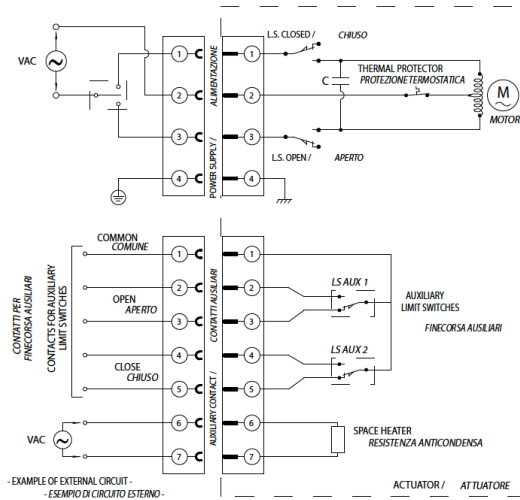 VAC
1
2
3
4
POWER SUPPLY / ALIMENTAZIONE
1
2
3
4
L.S. CLOSED / CHIUSO
L.S. OPEN / APERTO
C
THERMAL PROTECTOR
PROTEZIONE TERMOSTATICA
M
MOTOR
CONTATTI PER
FINECORSA AUSILIARI
CONTACTS FOR AUXILIARY
LIMIT SWITCHES
COMMON
COMUNE
OPEN
APERTO
CLOSE
CHIUSO
VAC
1
2
3
4
5
6
7
AUXILIARY CONTACT / CONTATTI AUSILIARI
1
2
3
4
5
6
7
LS AUX 1
LS AUX 2
AUXILIARY
LIMIT SWITCHES
FINECORSA AUSILIARI
SPACE HEATER
RESISTENZA ANTICONDENSA
- EXAMPLE OF EXTERNAL CIRCUIT -
- ESEMPIO DI CIRCUITO ESTERNO -
ACTUATOR / ATTUATORE